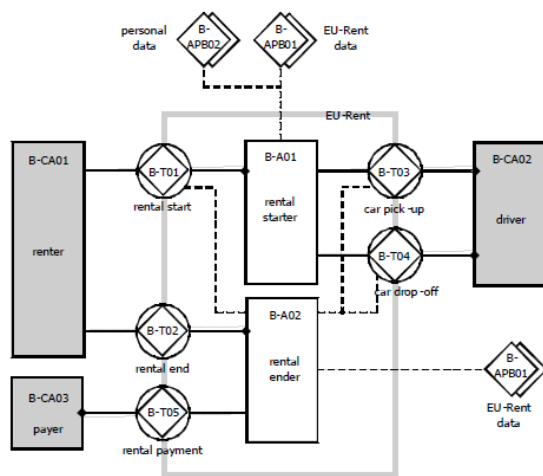 personal
data
B-
APB02
B-
APB01
EU-Rent
data
EU-Rent
B-CA01
renter
B-T01
rental start
B-A01
rental
starter
B-T03
car pick -up
B-CA02
driver
B-T04
car drop -off
B-T02
rental end
B-A02
rental
ender
B-
APB01
EU-Rent
data
B-CA03
payer
B-T05
rental payment